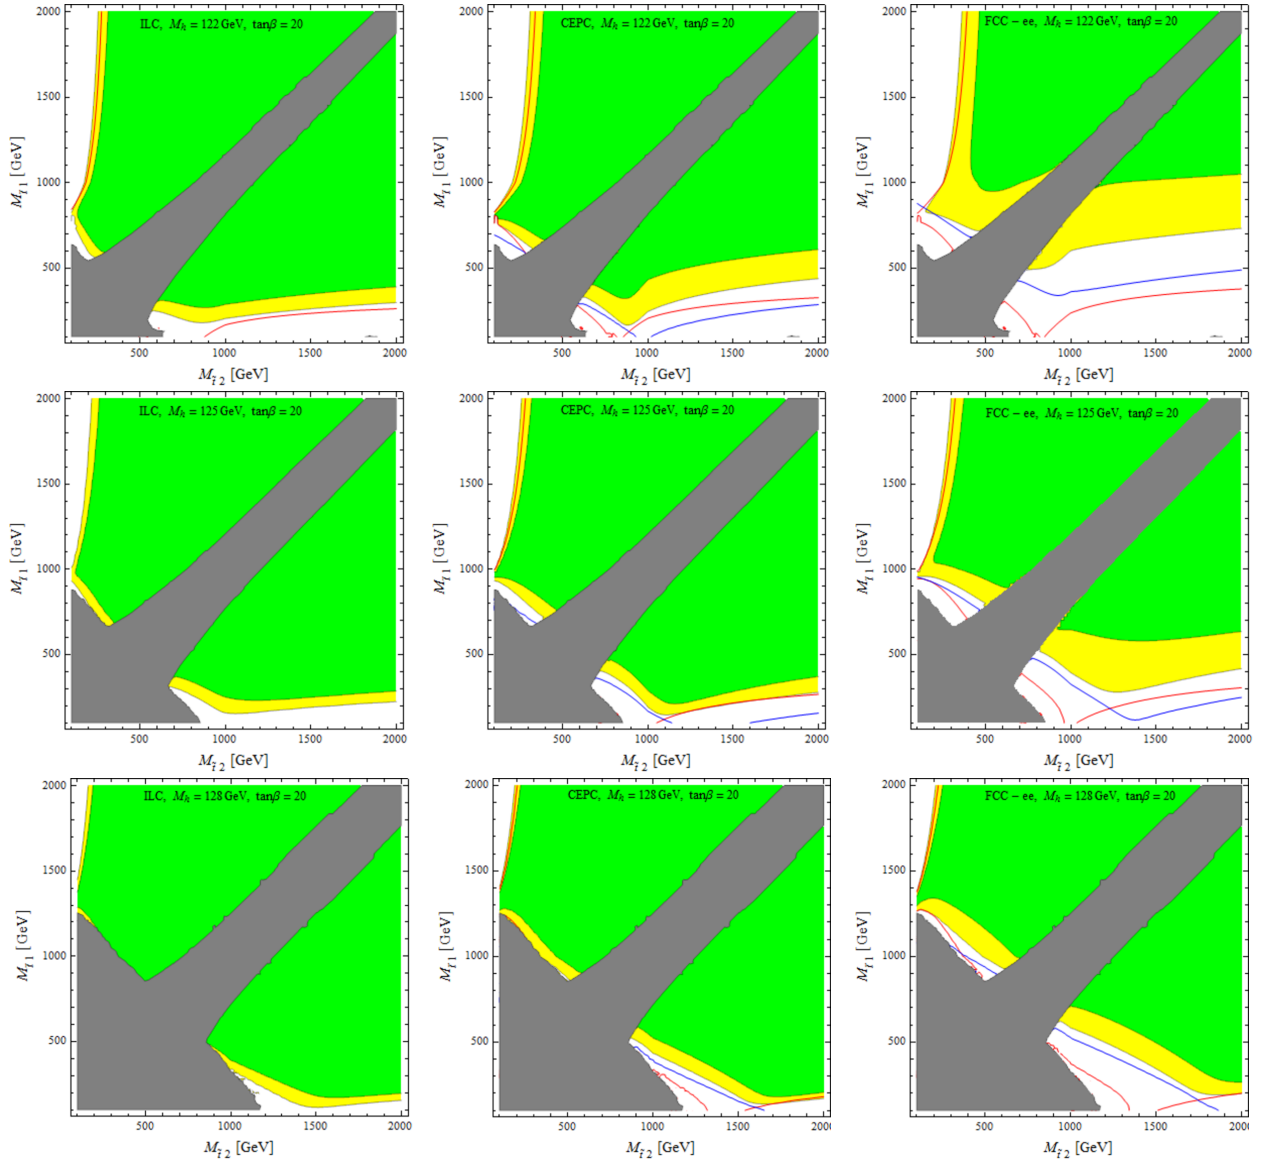 ILC, Mh = 122 GeV, tanβ = 20
CEPC, Mh = 122 GeV, tanβ = 20
FCC − ee, Mh = 122 GeV, tanβ = 20
2000 2000 2000
1500 1500 1500
1000 1000 1000
500 500 500
Mt̃ 1 [GeV] Mt̃ 1 [GeV] Mt̃ 1 [GeV]
500 1000 1500 2000 500 1000 1500 2000 500 1000 1500 2000
Mt̃ 2 [GeV] Mt̃ 2 [GeV] Mt̃ 2 [GeV]
ILC, Mh = 125 GeV, tanβ = 20
CEPC, Mh = 125 GeV, tanβ = 20
FCC − ee, Mh = 125 GeV, tanβ = 20
2000 2000 2000
1500 1500 1500
1000 1000 1000
500 500 500
Mt̃ 1 [GeV] Mt̃ 1 [GeV] Mt̃ 1 [GeV]
500 1000 1500 2000 500 1000 1500 2000 500 1000 1500 2000
Mt̃ 2 [GeV] Mt̃ 2 [GeV] Mt̃ 2 [GeV]
ILC, Mh = 128 GeV, tanβ = 20
CEPC, Mh = 128 GeV, tanβ = 20
FCC − ee, Mh = 128 GeV, tanβ = 20
2000 2000 2000
1500 1500 1500
1000 1000 1000
500 500 500
Mt̃ 1 [GeV] Mt̃ 1 [GeV] Mt̃ 1 [GeV]
500 1000 1500 2000 500 1000 1500 2000 500 1000 1500 2000
Mt̃ 2 [GeV] Mt̃ 2 [GeV] Mt̃ 2 [GeV]